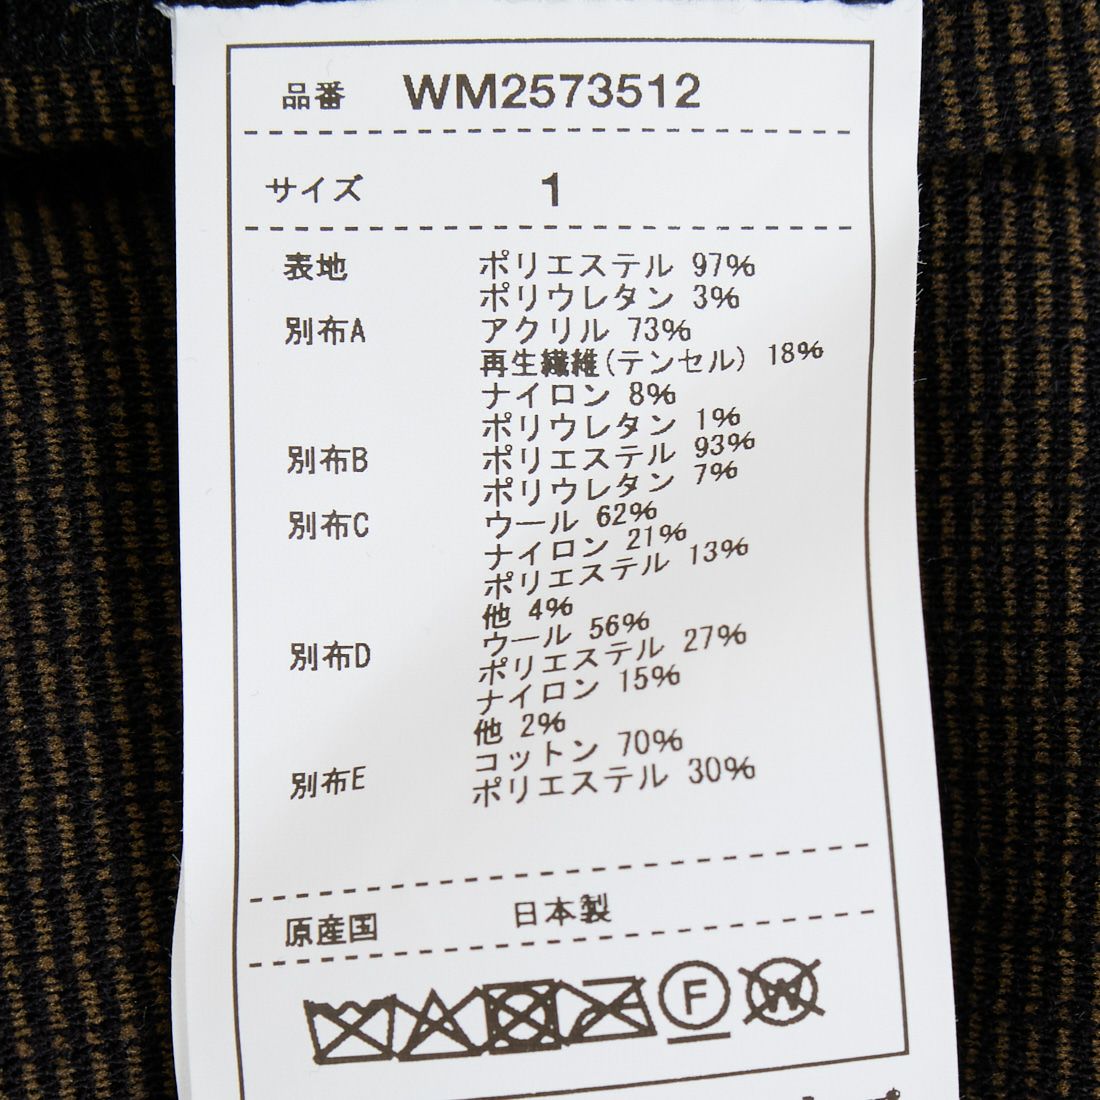 品番 WM2573512
サイズ 1
表地 ポリエステル 97%
ポリウレタン 3%
別布A アクリル 73%
再生繊維(テンセル) 18%
ナイロン 8%
ポリウレタン 1%
別布B ポリエステル 93%
ポリウレタン 7%
別布C ウール 62%
ナイロン 21%
ポリエステル 13%
他 4%
別布D ウール 56%
ポリエステル 27%
ナイロン 15%
他 2%
別布E コットン 70%
ポリエステル 30%
原産国 日本製
F W